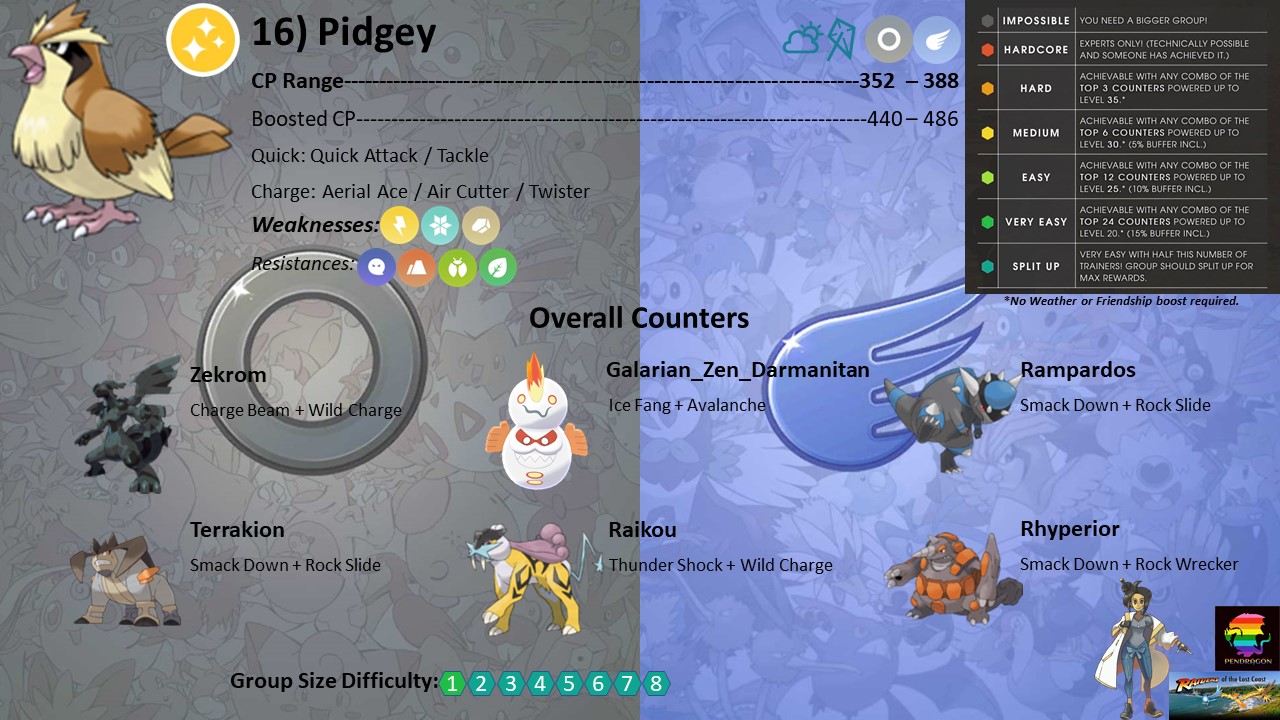 16) Pidgey
CP Range---352 – 388
Boosted CP---440 – 486
Quick: Quick Attack / Tackle
Charge: Aerial Ace / Air Cutter / Twister
Weaknesses:
Resistances:
IMPOSSIBLE YOU NEED A BIGGER GROUP!
HARDCORE EXPERTS ONLY! (TECHNICALLY POSSIBLE
AND SOMEONE HAS ACHIEVED IT.)
HARD ACHIEVABLE WITH ANY COMBO OF THE
TOP 3 COUNTERS POWERED UP TO
LEVEL 35.*
MEDIUM ACHIEVABLE WITH ANY COMBO OF THE
TOP 6 COUNTERS POWERED UP TO
LEVEL 30.* (5% BUFFER INCL.)
EASY ACHIEVABLE WITH ANY COMBO OF THE
TOP 12 COUNTERS POWERED UP TO
LEVEL 25.* (10% BUFFER INCL.)
VERY EASY ACHIEVABLE WITH ANY COMBO OF THE
TOP 24 COUNTERS POWERED UP TO
LEVEL 20.* (15% BUFFER INCL.)
SPLIT UP VERY EASY WITH HALF THIS NUMBER OF
TRAINERS! GROUP SHOULD SPLIT UP FOR
MAX REWARDS.
*No Weather or Friendship boost required.
Overall Counters
Zekrom
Charge Beam + Wild Charge
Galarian_Zen_Darmanitan
Ice Fang + Avalanche
Rampardos
Smack Down + Rock Slide
Terrakion
Smack Down + Rock Slide
Raikou
Thunder Shock + Wild Charge
Rhyperior
Smack Down + Rock Wrecker
Group Size Difficulty: 1 2 3 4 5 6 7 8
PENDRAGON
RAIDERS of the Lost Coast